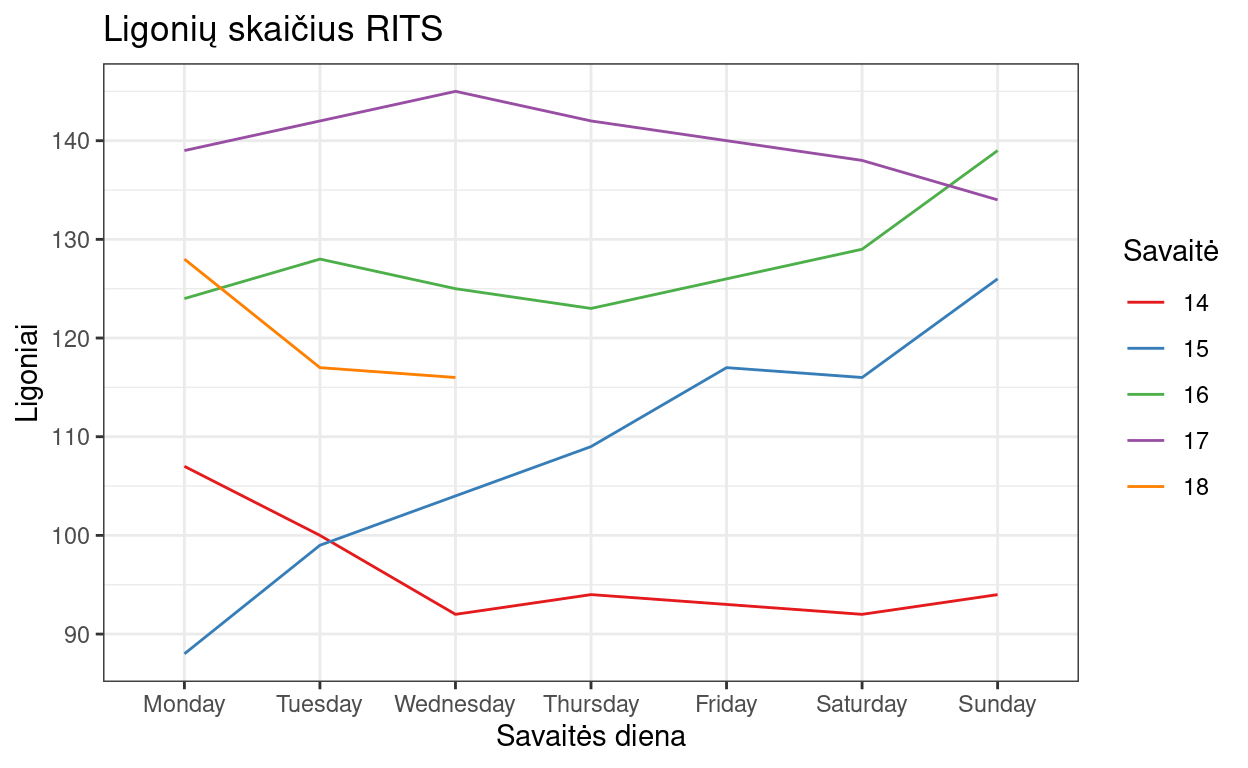 Ligonių skaičius RITS
140
130
120
110
100
90
Ligoniai
Monday Tuesday Wednesday Thursday Friday Saturday Sunday
Savaitės diena
Savaitė
14
15
16
17
18